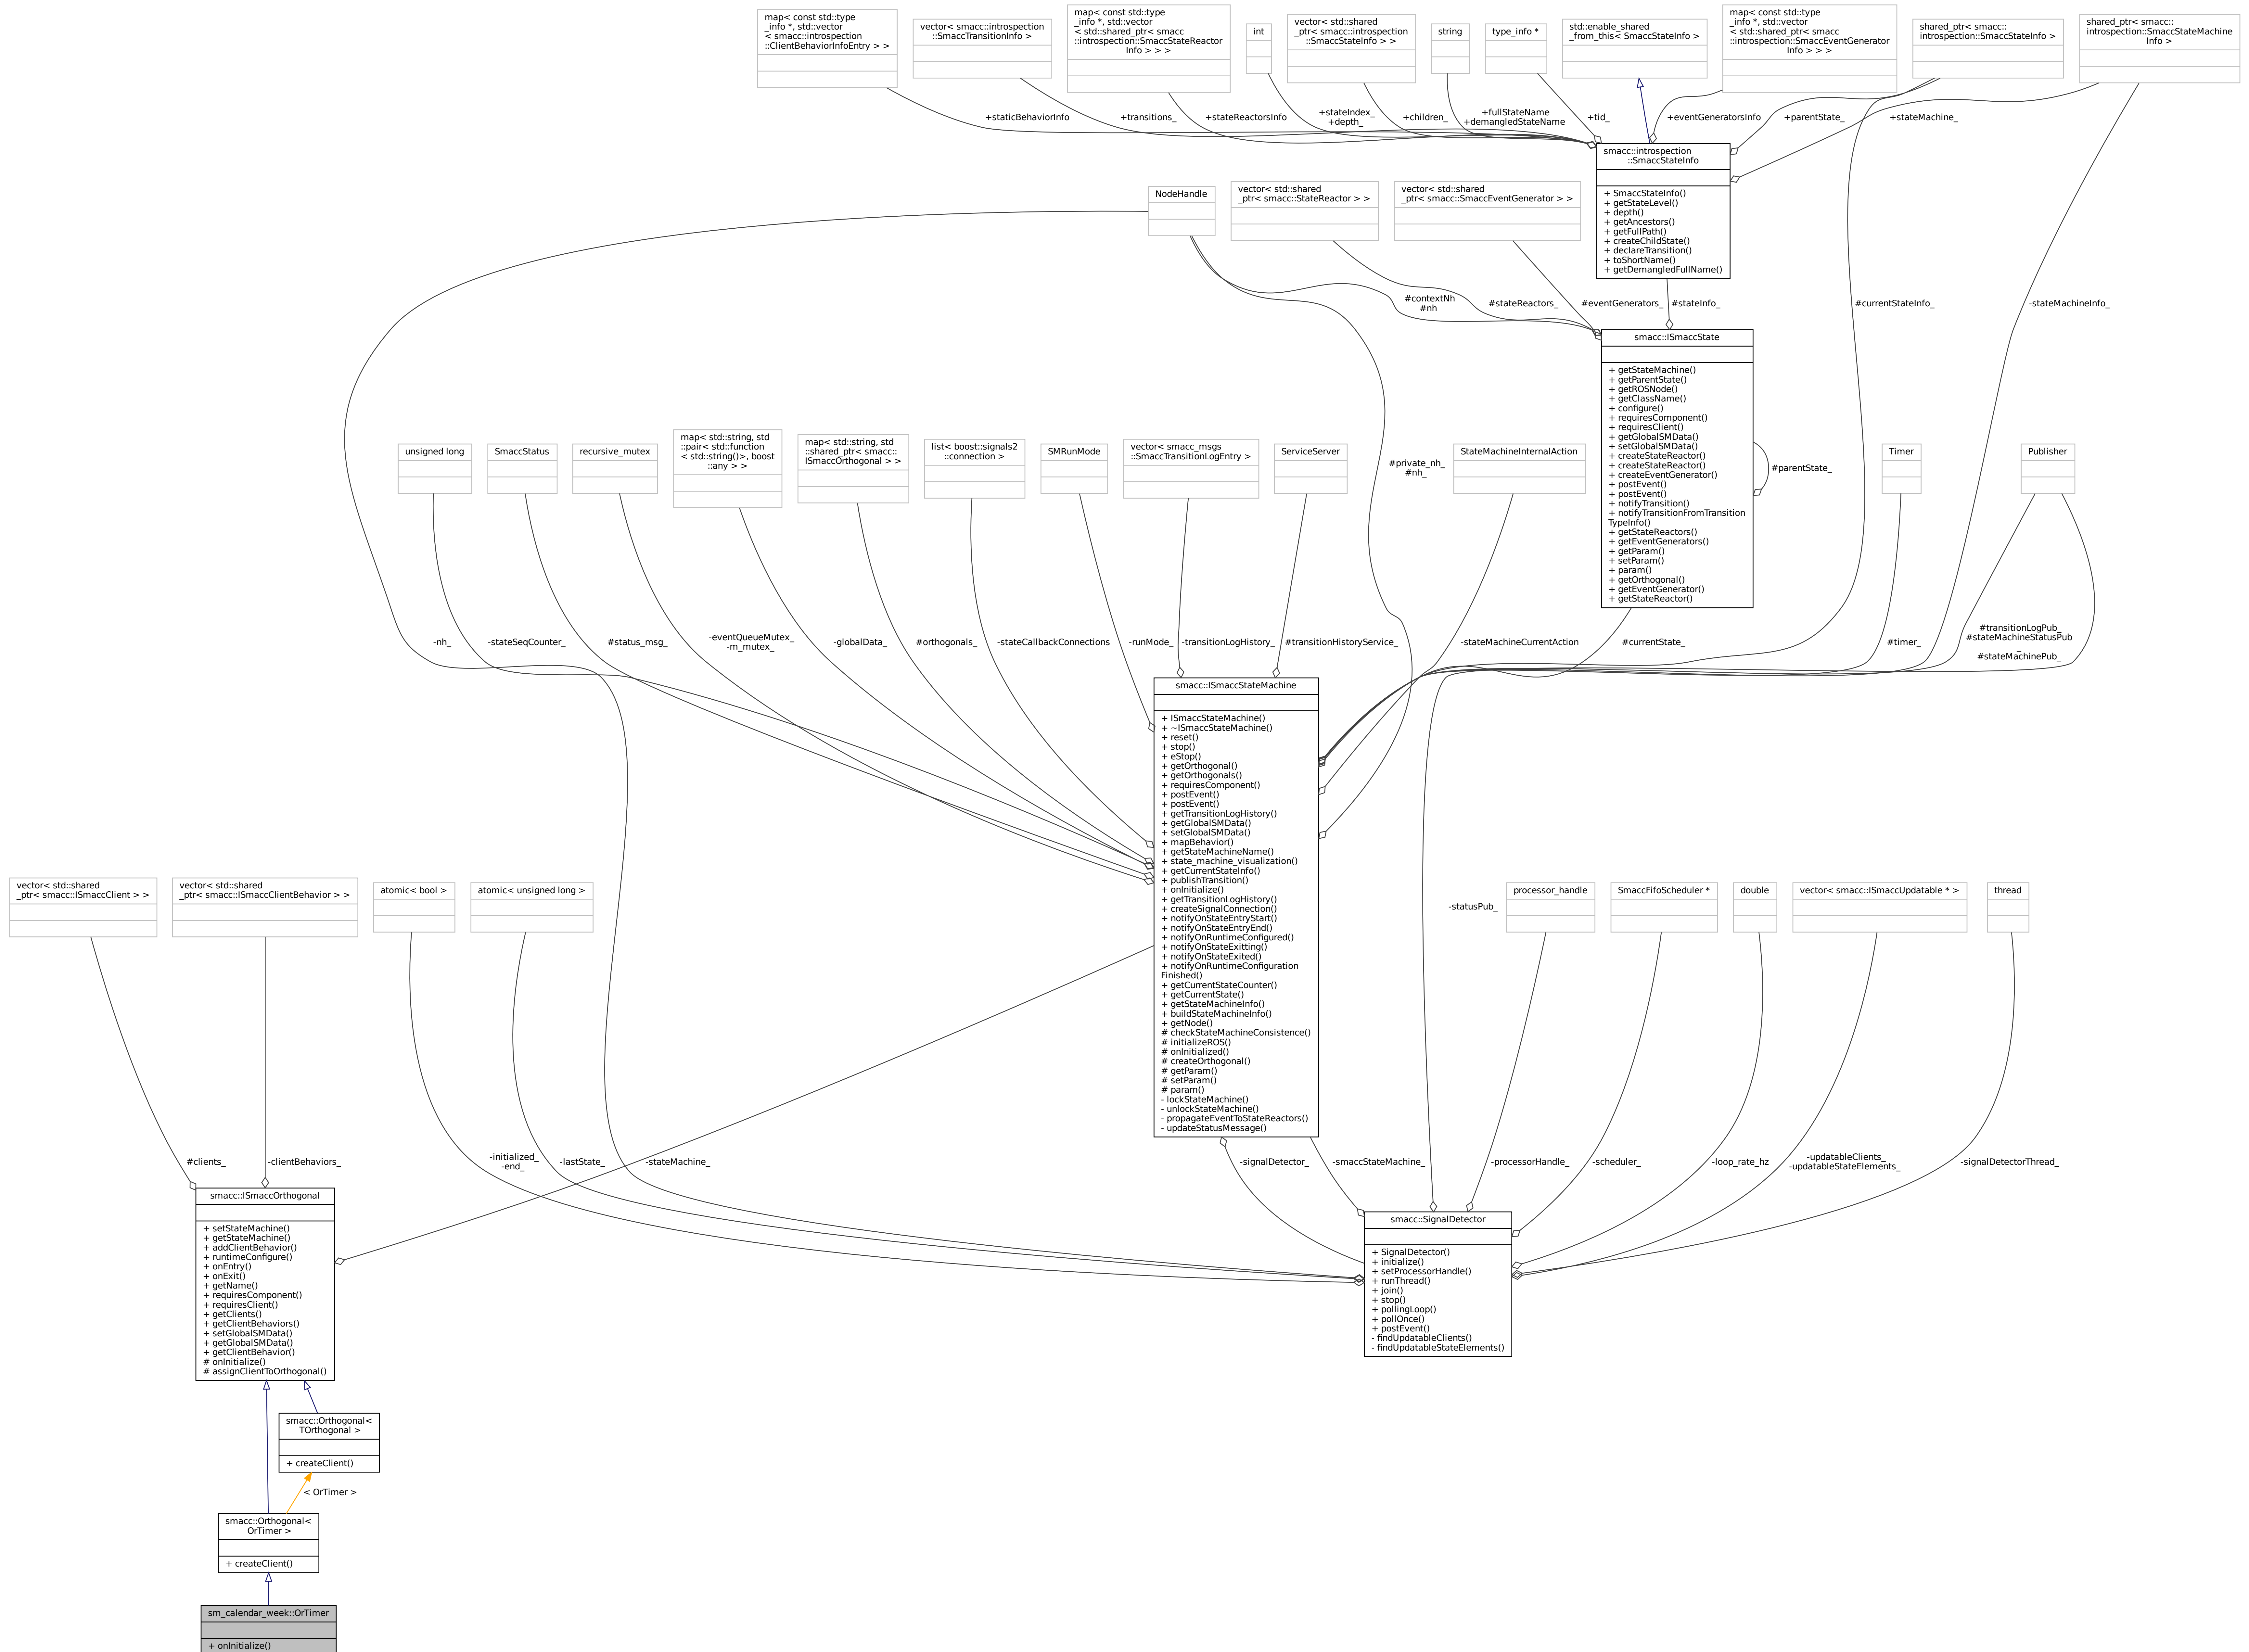 map< const std::type
_info *, std::vector
< smacc::introspection
::ClientBehaviorInfoEntry > >
vector< smacc::introspection
::SmaccTransitionInfo >
map< const std::type
_info *, std::vector
< std::shared_ptr< smacc
::introspection::SmaccStateReactor
Info > > >
int
vector< std::shared
_ptr< smacc::introspection
::SmaccStateInfo > >
string
type_info *
std::enable_shared
_from_this< SmaccStateInfo >
map< const std::type
_info *, std::vector
< std::shared_ptr< smacc
::introspection::SmaccEventGenerator
Info > > >
shared_ptr< smacc::
introspection::SmaccStateInfo >
shared_ptr< smacc::
introspection::SmaccStateMachine
Info >
+staticBehaviorInfo
+transitions_
+stateReactorsInfo
+stateIndex_
+depth_
+children_
+fullStateName
+demangledStateName
+tid_
+eventGeneratorsInfo
+parentState_
+stateMachine_
smacc::introspection
::SmaccStateInfo
+ SmaccStateInfo()
+ getStateLevel()
+ depth()
+ getAncestors()
+ getFullPath()
+ createChildState()
+ declareTransition()
+ toShortName()
+ getDemangledFullName()
NodeHandle
vector< std::shared
_ptr< smacc::StateReactor > >
vector< std::shared
_ptr< smacc::SmaccEventGenerator > >
#contextNh
#nh
#stateReactors_
#eventGenerators_
#stateInfo_
#currentStateInfo_
-stateMachineInfo_
smacc::ISmaccState
+ getStateMachine()
+ getParentState()
+ getROSNode()
+ getClassName()
+ configure()
+ requiresComponent()
+ requiresClient()
+ getGlobalSMData()
+ setGlobalSMData()
+ createStateReactor()
+ createStateReactor()
+ createEventGenerator()
+ postEvent()
+ postEvent()
+ notifyTransition()
+ notifyTransitionFromTransition
TypeInfo()
+ getStateReactors()
+ getEventGenerators()
+ getParam()
+ setParam()
+ param()
+ getOrthogonal()
+ getEventGenerator()
+ getStateReactor()
#parentState_
unsigned long
SmaccStatus
recursive_mutex
map< std::string, std
::pair< std::function
< std::string()>, boost
::any > >
map< std::string, std
::shared_ptr< smacc::
ISmaccOrthogonal > >
list< boost::signals2
::connection >
SMRunMode
vector< smacc_msgs
::SmaccTransitionLogEntry >
ServiceServer
#private_nh_
#nh_
StateMachineInternalAction
Timer
Publisher
-nh_
-stateSeqCounter_
#status_msg_
-eventQueueMutex_
-m_mutex_
-globalData_
#orthogonals_
-stateCallbackConnections
-runMode_
-transitionLogHistory_
#transitionHistoryService_
-stateMachineCurrentAction
#currentState_
#timer_
#transitionLogPub_
#stateMachineStatusPub
_
#stateMachinePub_
smacc::ISmaccStateMachine
+ ISmaccStateMachine()
+ ~ISmaccStateMachine()
+ reset()
+ stop()
+ eStop()
+ getOrthogonal()
+ getOrthogonals()
+ requiresComponent()
+ postEvent()
+ postEvent()
+ getTransitionLogHistory()
+ getGlobalSMData()
+ setGlobalSMData()
+ mapBehavior()
+ getStateMachineName()
+ state_machine_visualization()
+ getCurrentStateInfo()
+ publishTransition()
+ onInitialize()
+ getTransitionLogHistory()
+ createSignalConnection()
+ notifyOnStateEntryStart()
+ notifyOnStateEntryEnd()
+ notifyOnRuntimeConfigured()
+ notifyOnStateExitting()
+ notifyOnStateExited()
+ notifyOnRuntimeConfiguration
Finished()
+ getCurrentStateCounter()
+ getCurrentState()
+ getStateMachineInfo()
+ buildStateMachineInfo()
+ getNode()
# checkStateMachineConsistence()
# initializeROS()
# onInitialized()
# createOrthogonal()
# getParam()
# setParam()
# param()
- lockStateMachine()
- unlockStateMachine()
- propagateEventToStateReactors()
- updateStatusMessage()
vector< std::shared
_ptr< smacc::ISmaccClient > >
vector< std::shared
_ptr< smacc::ISmaccClientBehavior > >
atomic< bool >
atomic< unsigned long >
-statusPub_
processor_handle
SmaccFifoScheduler *
double
vector< smacc::ISmaccUpdatable * >
thread
#clients_
-clientBehaviors_
-initialized_
-end_
-lastState_
-stateMachine_
-signalDetector_
-smaccStateMachine_
-processorHandle_
-scheduler_
-loop_rate_hz
-updatableClients_
-updatableStateElements_
-signalDetectorThread_
smacc::ISmaccOrthogonal
+ setStateMachine()
+ getStateMachine()
+ addClientBehavior()
+ runtimeConfigure()
+ onEntry()
+ onExit()
+ getName()
+ requiresComponent()
+ requiresClient()
+ getClients()
+ getClientBehaviors()
+ setGlobalSMData()
+ getGlobalSMData()
+ getClientBehavior()
# onInitialize()
# assignClientToOrthogonal()
smacc::SignalDetector
+ SignalDetector()
+ initialize()
+ setProcessorHandle()
+ runThread()
+ join()
+ stop()
+ pollingLoop()
+ pollOnce()
+ postEvent()
- findUpdatableClients()
- findUpdatableStateElements()
smacc::Orthogonal<
TOrthogonal >
+ createClient()
< OrTimer >
smacc::Orthogonal<
OrTimer >
+ createClient()
sm_calendar_week::OrTimer
+ onInitialize()